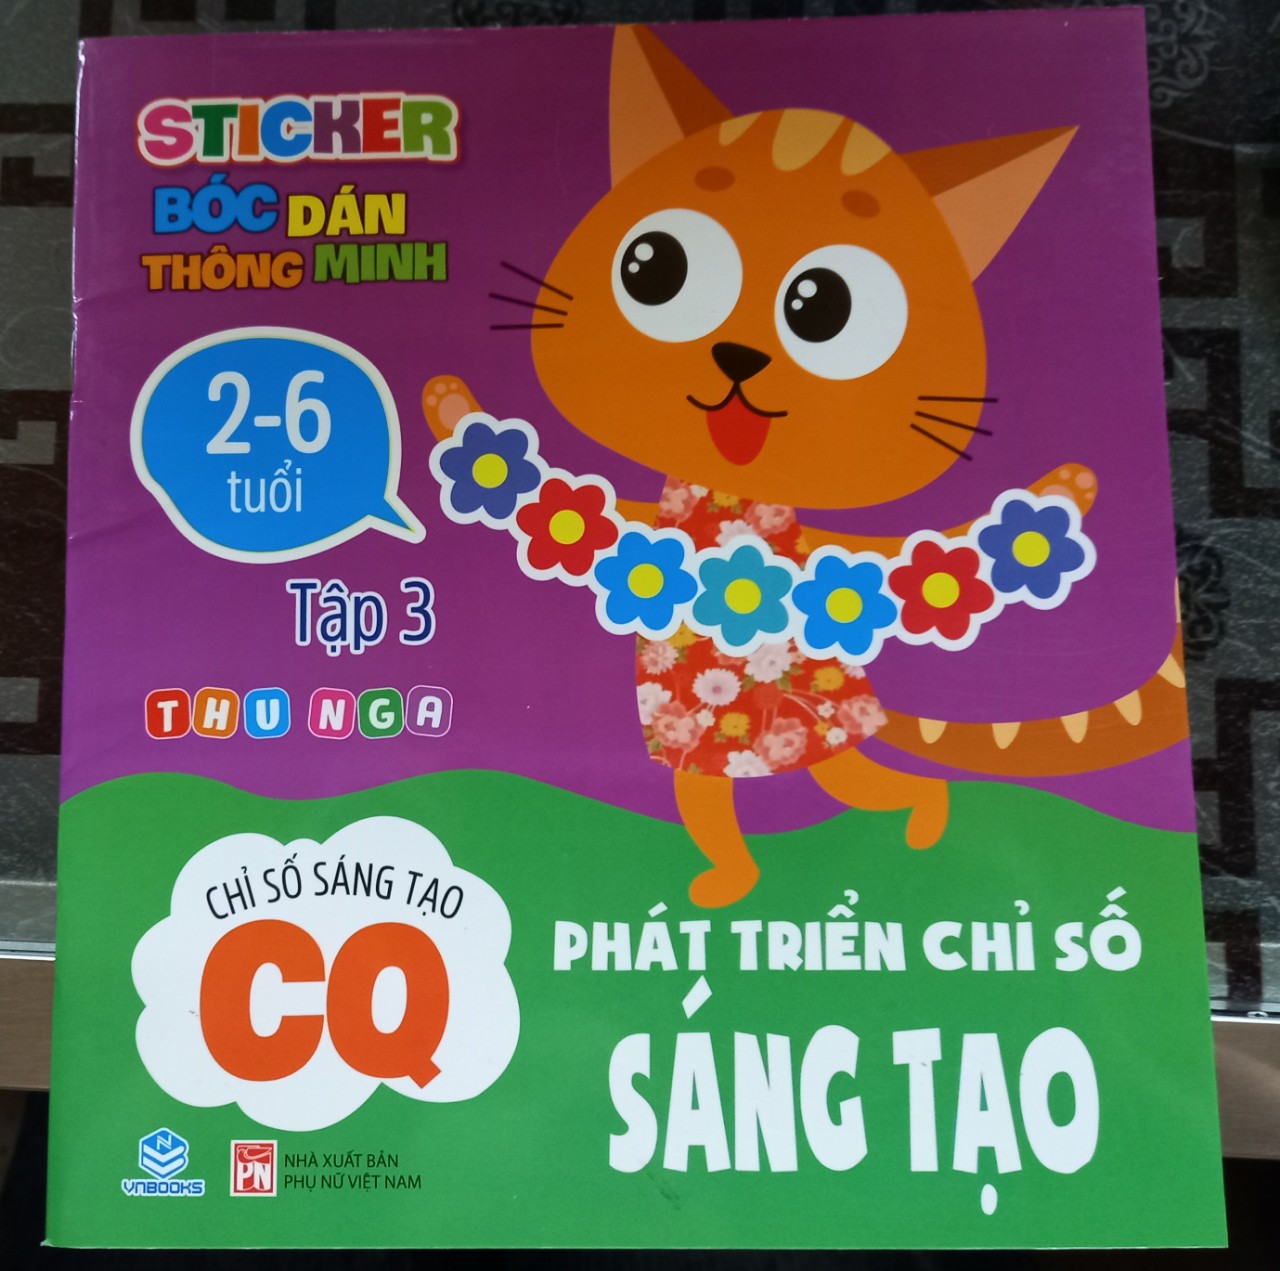 STICKER
BÓC DÁN
THÔNG MINH
2-6
tuổi
Tập 3
THU NGA
CHỈ SỐ SÁNG TẠO
CQ
PHÁT TRIỂN CHỈ SỐ
SÁNG TẠO
VNBOOKS
PN
NHÀ XUẤT BẢN
PHỤ NỮ VIỆT NAM